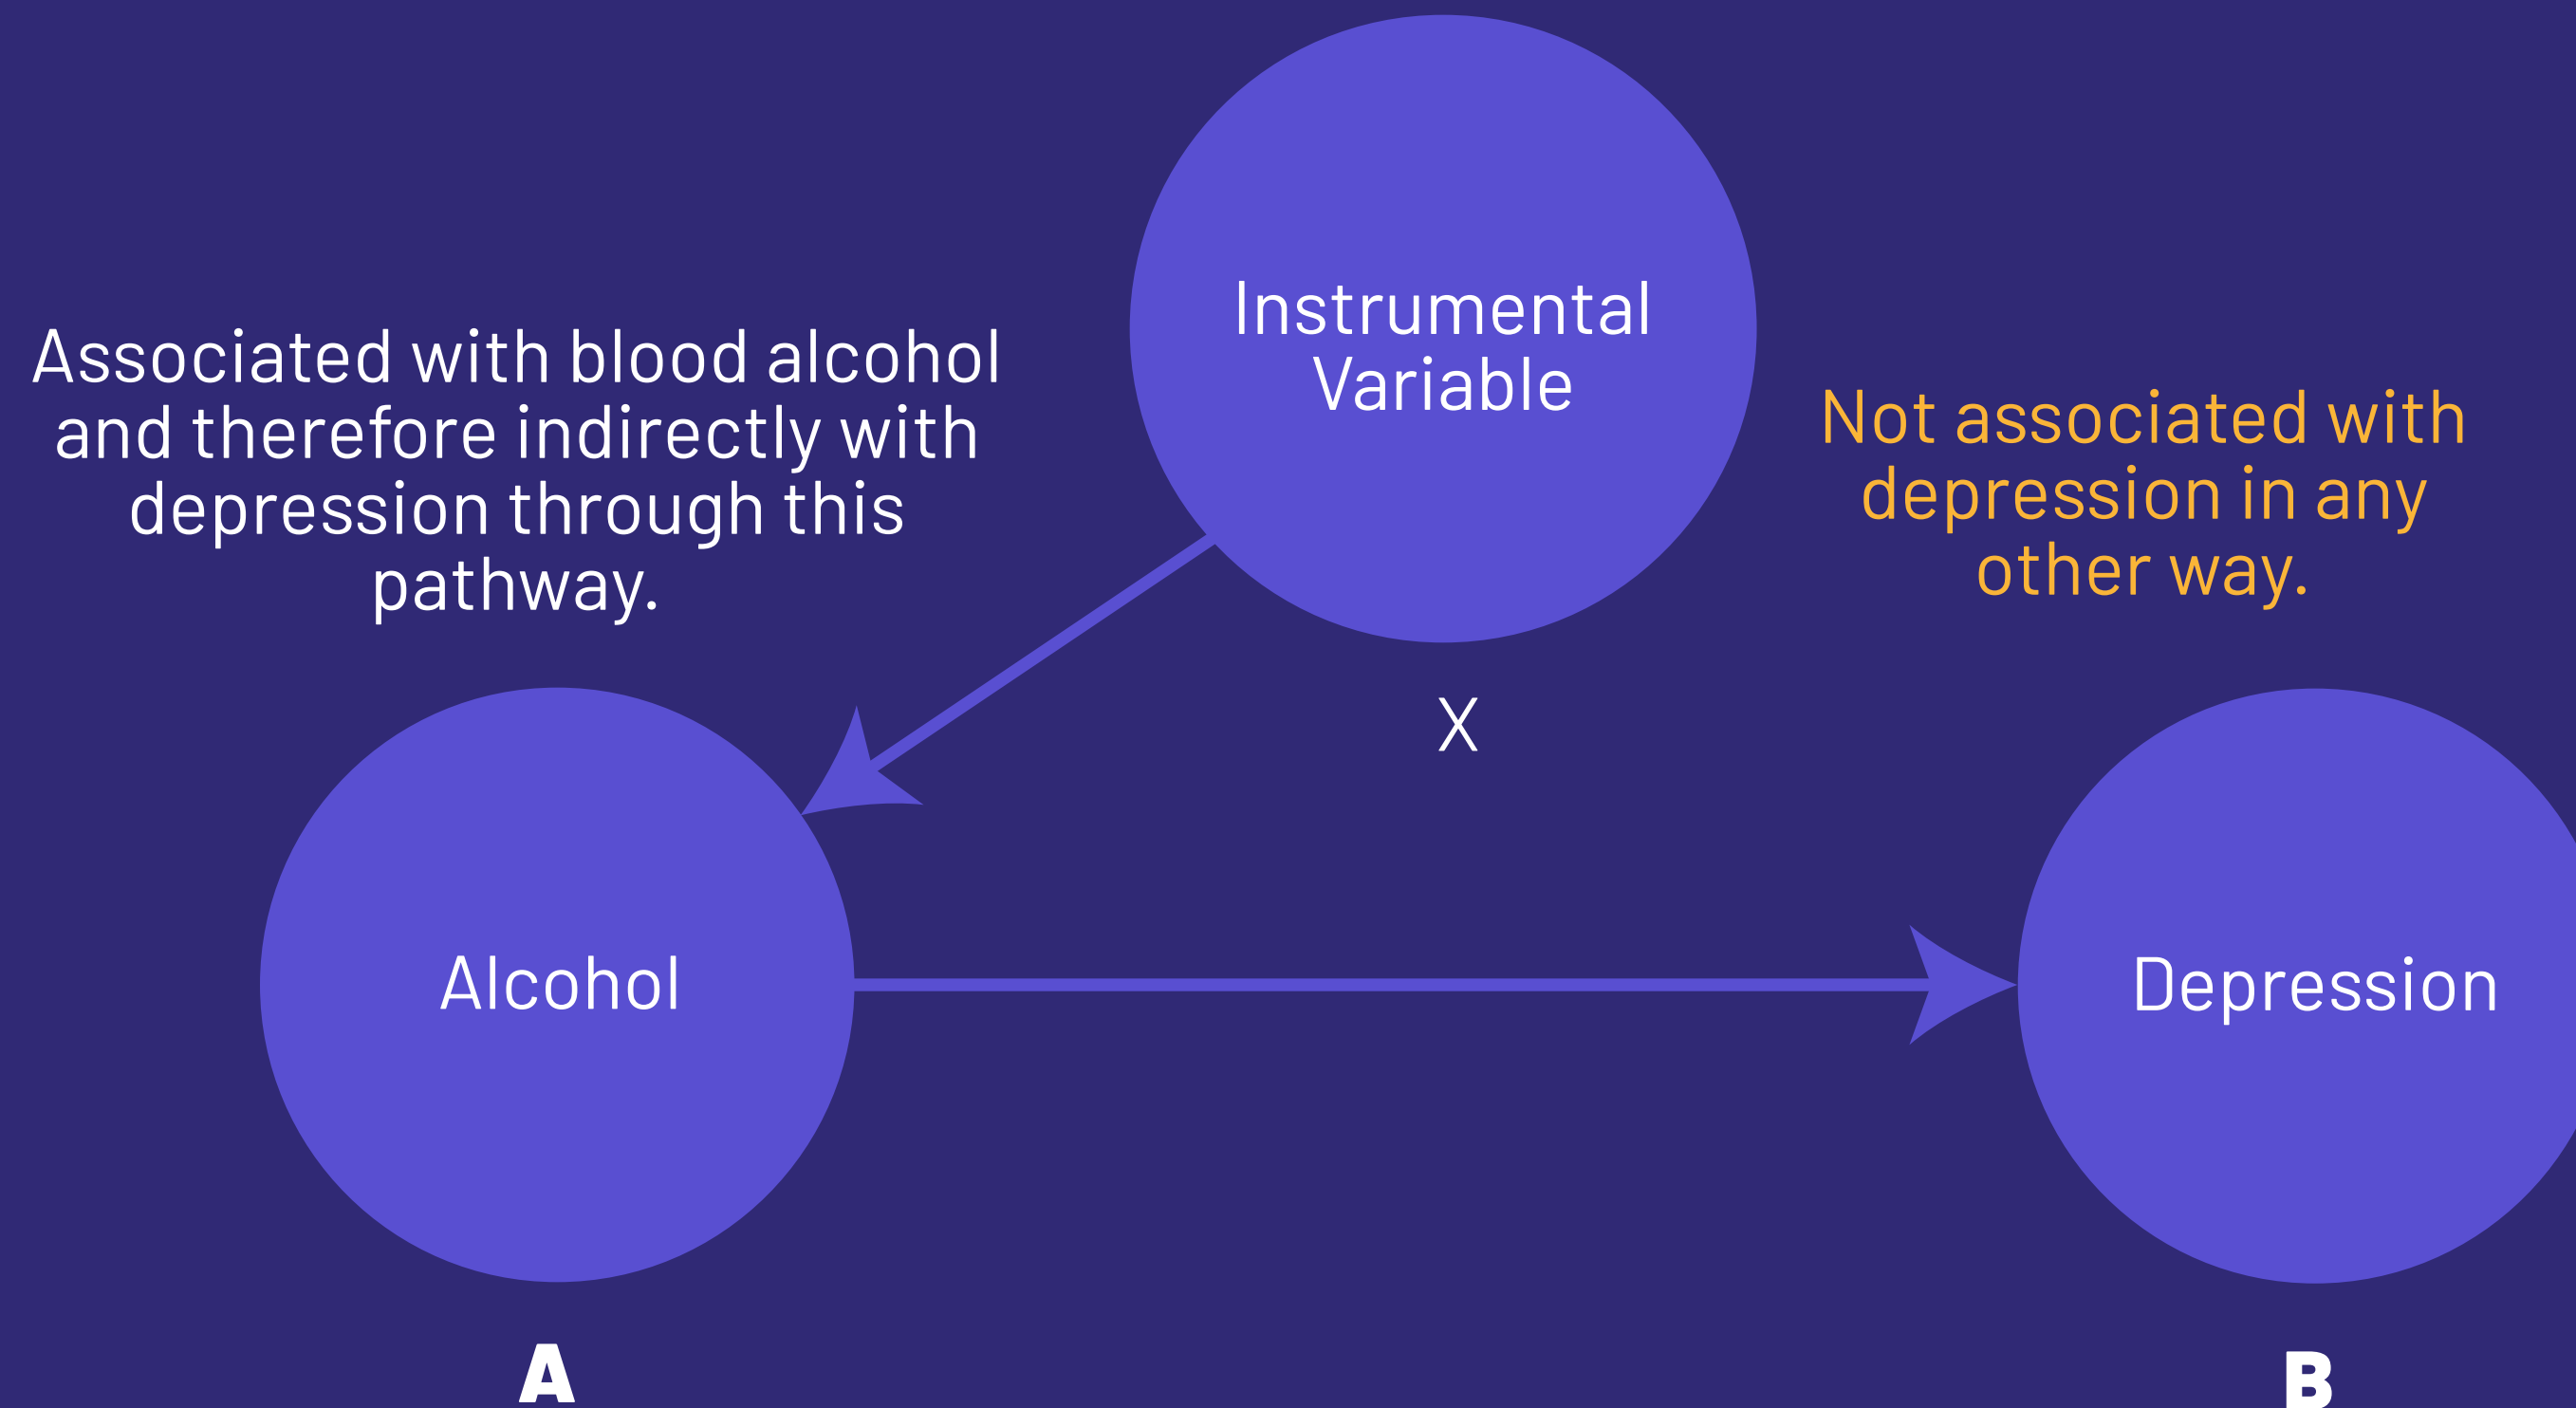 Instrumental
Variable
Associated with blood alcohol
and therefore indirectly with
depression through this
pathway.
Not associated with
depression in any
other way.
X
Alcohol
Depression
A
B